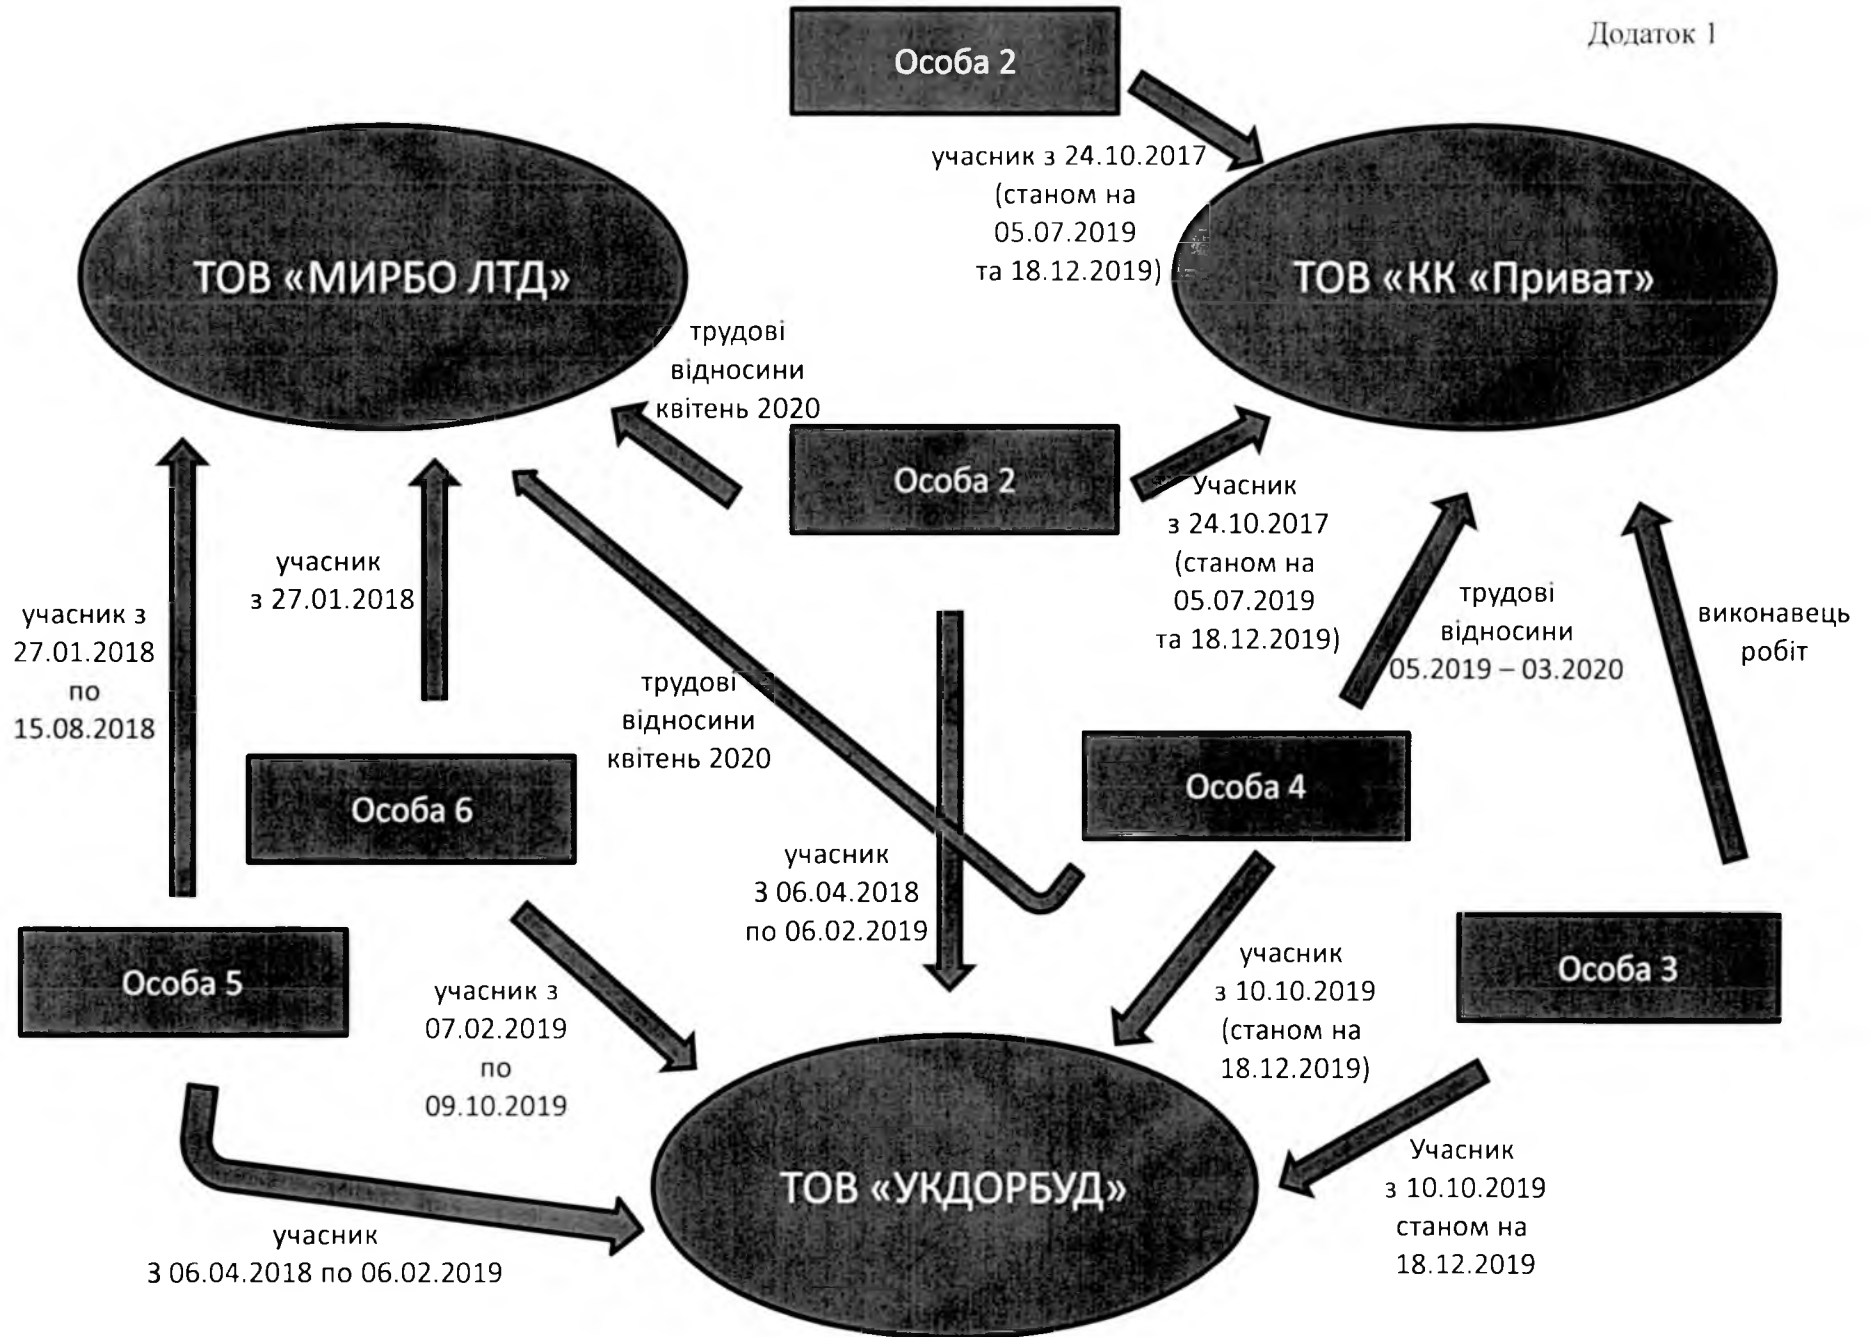 Додаток 1
Особа 2
учасник з 24.10.2017
(станом на
05.07.2019
та 18.12.2019)
ТОВ «МИРБО ЛТД»
ТОВ «КК «Приват»
трудові
відносини
квітень 2020
Особа 2
Учасник
з 24.10.2017
(станом на
05.07.2019
та 18.12.2019)
учасник
з 27.01.2018
учасник з
27.01.2018
по
15.08.2018
трудові
відносини
05.2019 – 03.2020
виконавець
робіт
трудові
відносини
квітень 2020
Особа 6
Особа 4
учасник
З 06.04.2018
по 06.02.2019
Особа 5
Особа 3
учасник з
07.02.2019
по
09.10.2019
учасник
з 10.10.2019
(станом на
18.12.2019)
ТОВ «УКДОРБУД»
Учасник
з 10.10.2019
станом на
18.12.2019
учасник
З 06.04.2018 по 06.02.2019